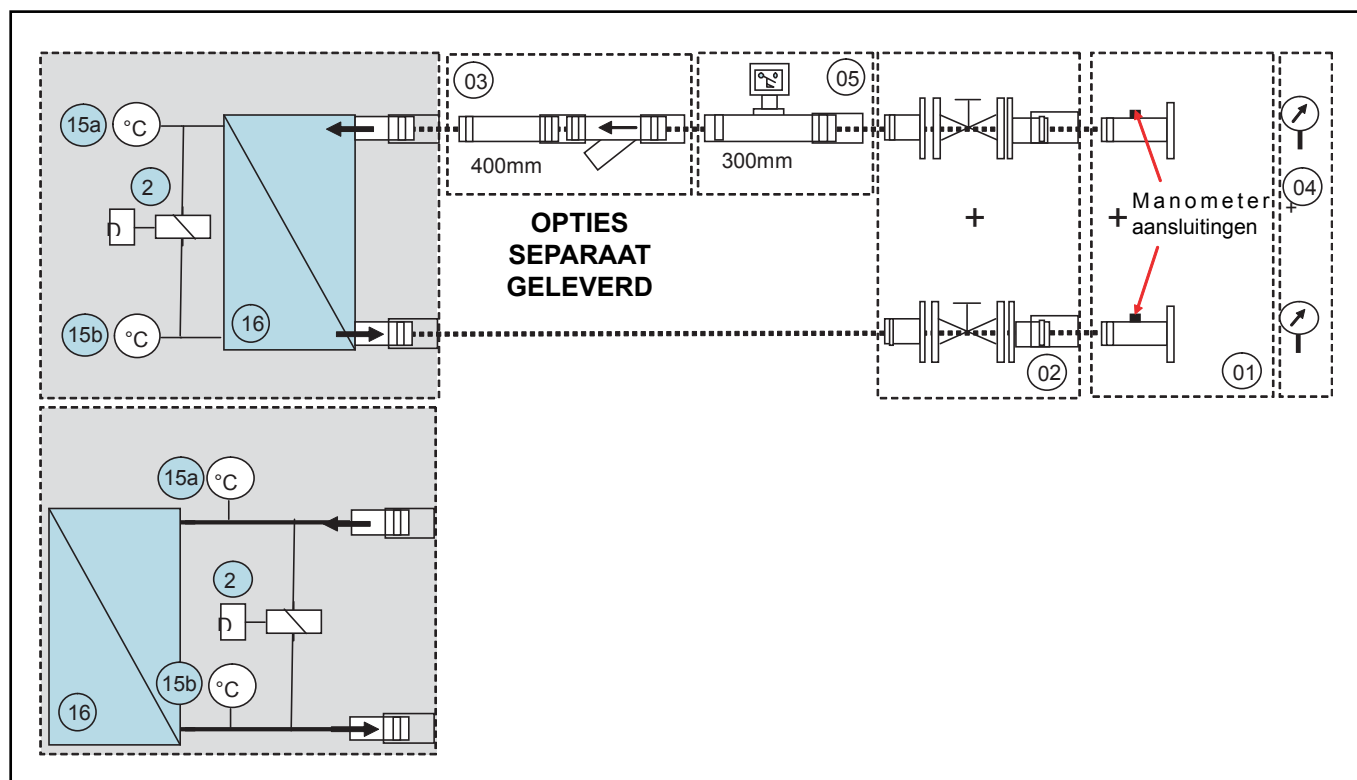 03
05
15a
°C
400mm
300mm
2
04
D
OPTIES
SEPARAAT
GELEVERD
+
+
Manometer
+
aansluitingen
15b
°C
16
02
01
15a
°C
2
D
15b
°C
16